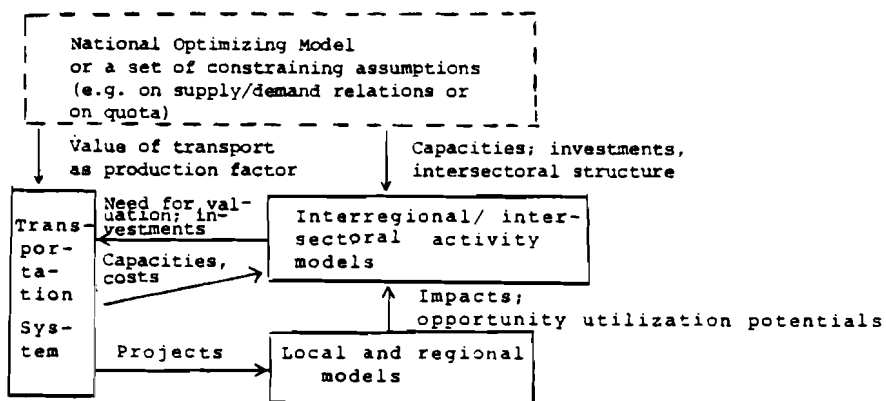 National Optimizing Model
or a set of constraining assumptions
(e.g. on supply/demand relations or
on quota)
Value of transport
as production factor
Capacities; investments,
intersectoral structure
Trans-
por-
ta-
tion
Sys-
tem
Need for val-
uation; in-
vestments
Capacities,
costs
Interregional/ inter-
sectoral activity
models
Impacts;
opportunity utilization potentials
Projects
Local and regional
models